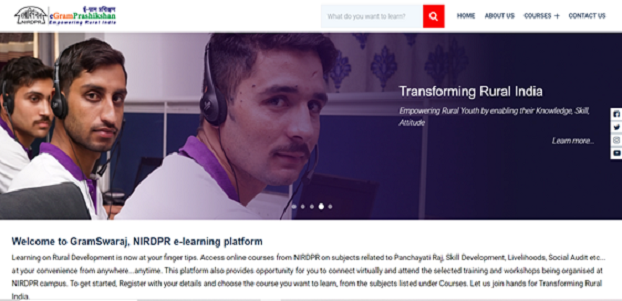 What do you want to learn?
HOME ABOUT US COURSES + CONTACT US
ई-ग्राम प्रशिक्षण
eGramPrashikshan
Empowering Rural India
NIRDPR
Transforming Rural India
Empowering Rural Youth by enabling their Knowledge, Skill,
Attitude
Learn more..
Welcome to GramSwaraj, NIRDPR e-learning platform
Learning on Rural Development is now at your finger tips. Access online courses from NIRDPR on subjects related to Panchayati Raj, Skill Development, Livelihoods, Social Audit etc...
at your convenience from anywhere...anytime. This platform also provides opportunity for you to connect virtually and attend the selected training and workshops being organised at
NIRDPR campus. To get started, Register with your details and choose the course you want to learn, from the subjects listed under Courses. Let us join hands for Transforming Rural
India.